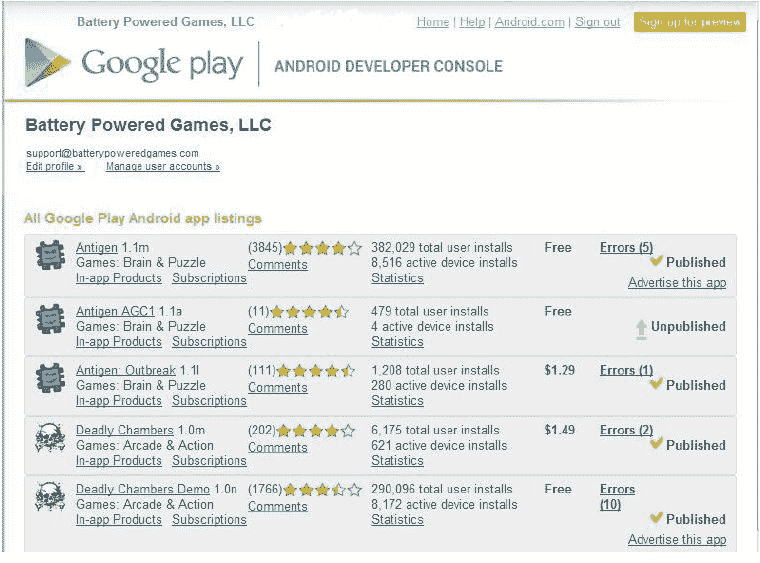 Battery Powered Games, LLC
Home | Help | Android.com | Sign out
Sign up for preview
Google play
ANDROID DEVELOPER CONSOLE
Battery Powered Games, LLC
support@batterypoweredgames.com
Edit profile »
Manage user accounts »
All Google Play Android app listings
Antigen 1.1m (3845) 382,029 total user installs Free Errors (5)
Games: Brain & Puzzle Comments 8,516 active device installs Published
In-app Products Subscriptions Statistics Advertise this app
Antigen AGC1 1.1a (11) 479 total user installs Free
Games: Brain & Puzzle Comments 4 active device installs Unpublished
In-app Products Subscriptions Statistics
Antigen: Outbreak 1.1l (111) 1,208 total user installs $1.29 Errors (1)
Games: Brain & Puzzle Comments 280 active device installs Published
In-app Products Subscriptions Statistics
Deadly Chambers 1.0m (202) 6,175 total user installs $1.49 Errors (2)
Games: Arcade & Action Comments 621 active device installs Published
In-app Products Subscriptions Statistics
Deadly Chambers Demo 1.0n (1766) 290,096 total user installs Free Errors
Games: Arcade & Action Comments 8,172 active device installs (10)
In-app Products Subscriptions Statistics Published
Advertise this app